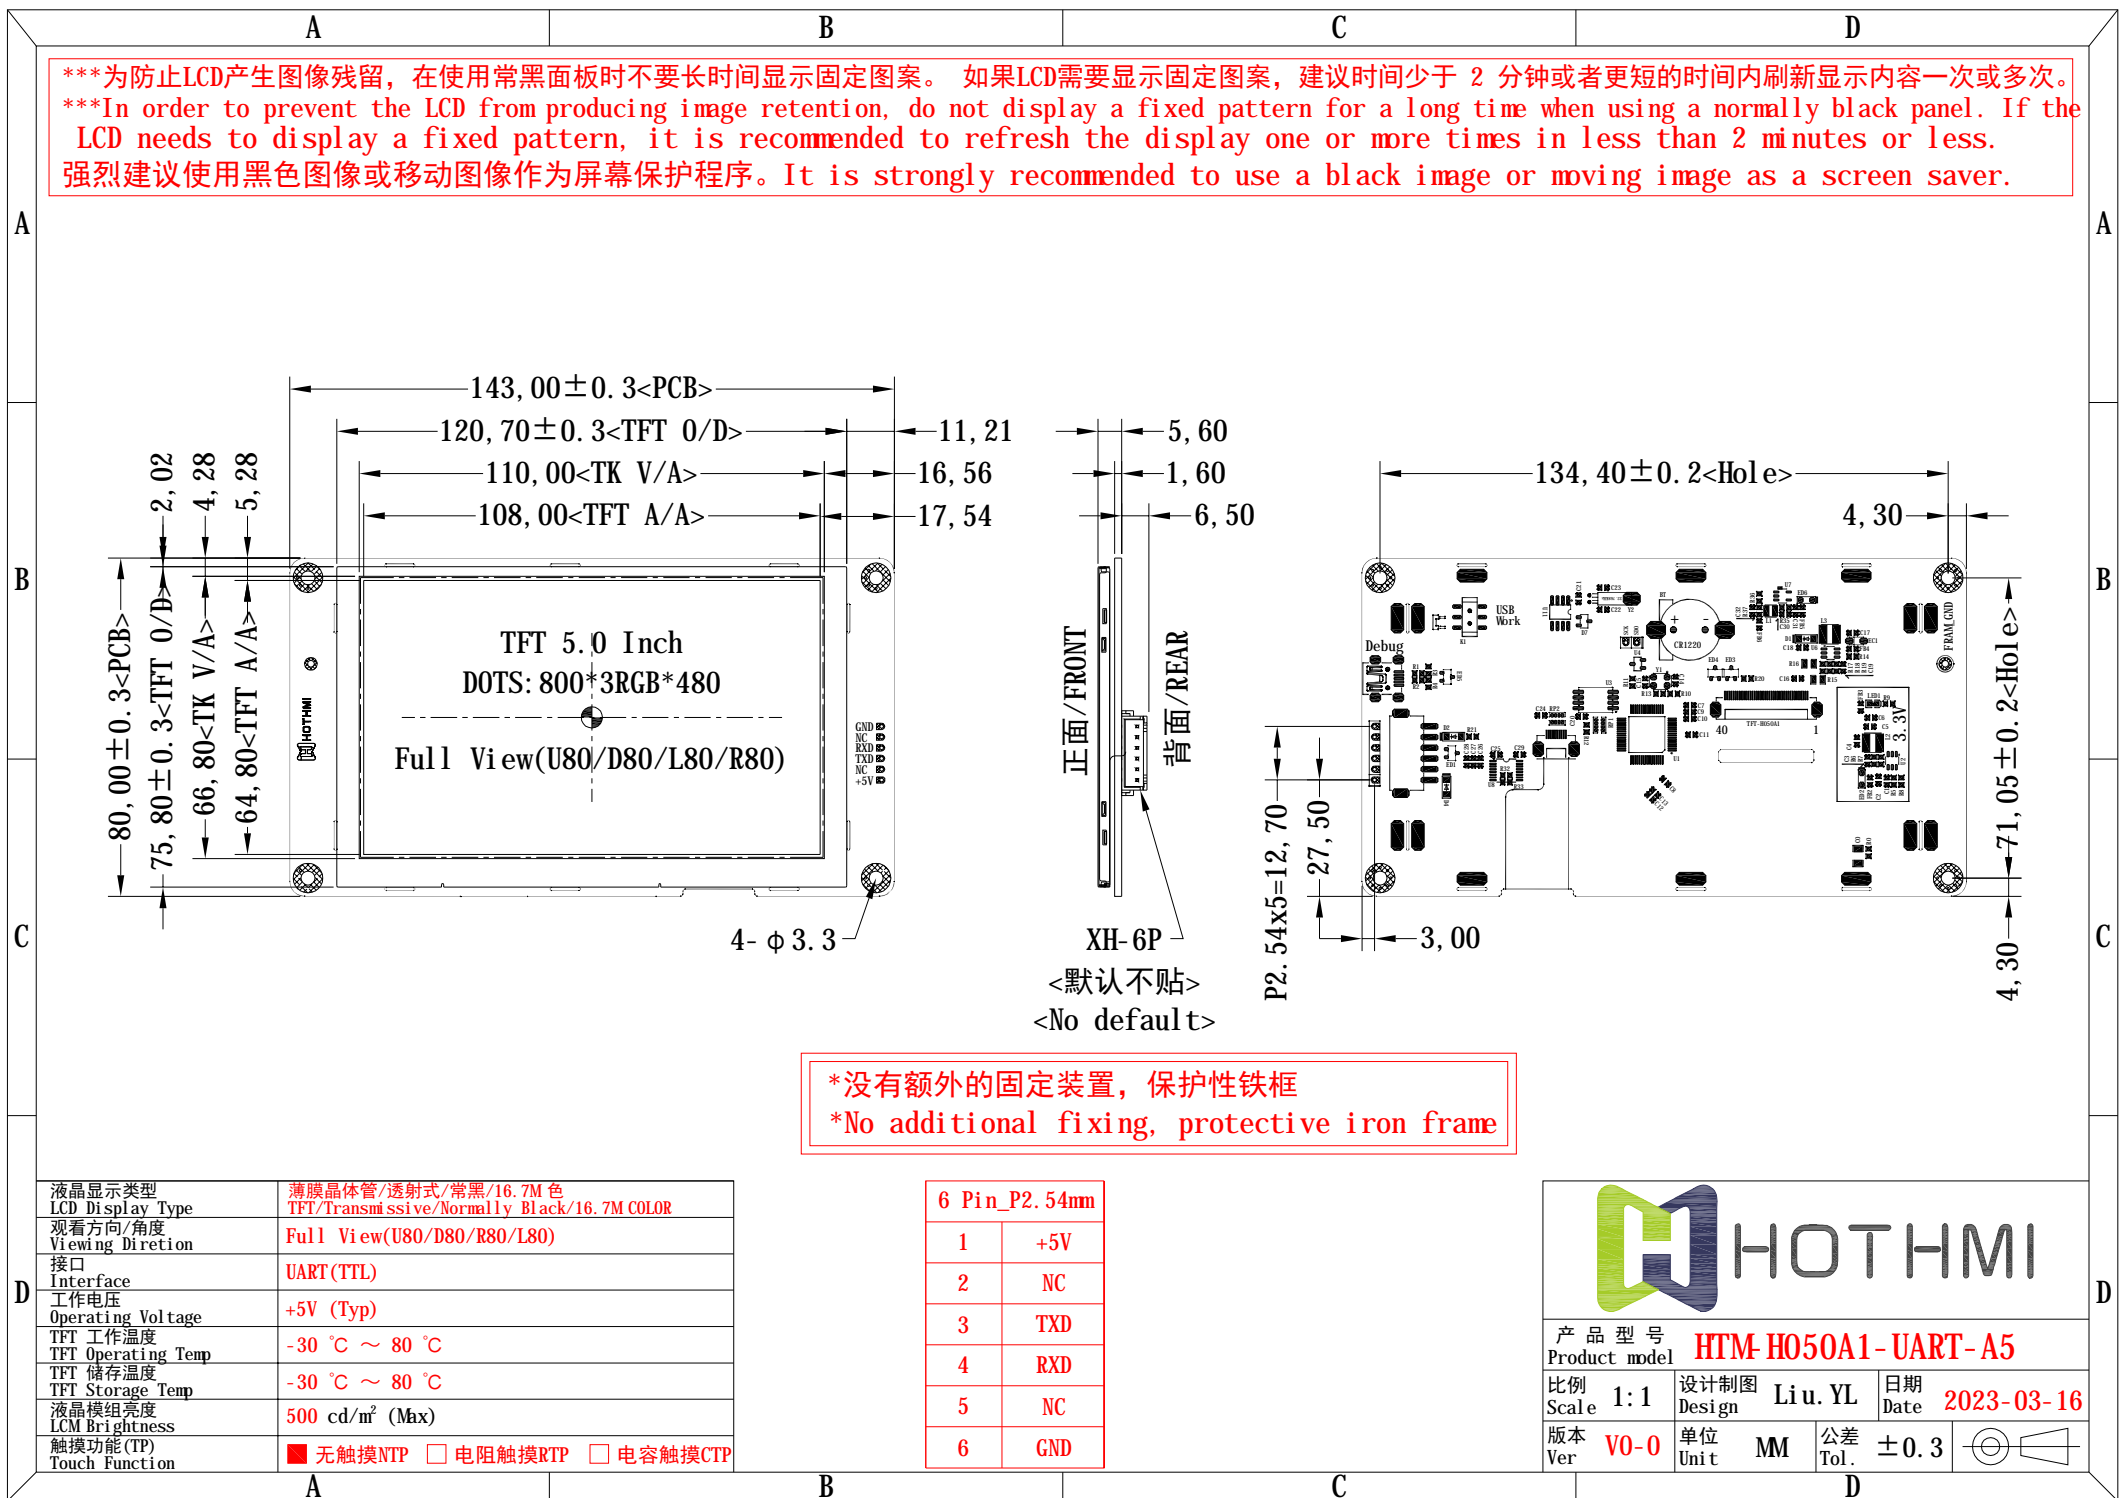 A B C D
***为防止LCD产生图像残留，在使用常黑面板时不要长时间显示固定图案。 如果LCD需要显示固定图案，建议时间少于 2 分钟或者更短的时间内刷新显示内容一次或多次。
***In order to prevent the LCD from producing image retention, do not display a fixed pattern for a long time when using a normally black panel. If the
LCD needs to display a fixed pattern, it is recommended to refresh the display one or more times in less than 2 minutes or less.
强烈建议使用黑色图像或移动图像作为屏幕保护程序。It is strongly recommended to use a black image or moving image as a screen saver.
A A
B B
C C
D D
143,00±0.3<PCB>
120,70±0.3<TFT O/D>
11,21
110,00<TK V/A>
16,56
108,00<TFT A/A>
17,54
2,02
4,28
5,28
80,00±0.3<PCB>
75,80±0.3<TFT O/D>
66,80<TK V/A>
64,80<TFT A/A>
HOTHMI
TFT 5.0 Inch
DOTS:800*3RGB*480
Full View(U80/D80/L80/R80)
GND
NC
RXD
TXD
NC
+5V
4-φ3.3
5,60
1,60
6,50
正面/FRONT
背面/REAR
XH-6P
<默认不贴>
<No default>
134,40±0.2<Hole>
4,30
USB
Work
K1
Debug
BT
+ -
CR1220
FRAM_GND
TFT-H050A1
40 1
3.3V
U1
71,05±0.2<Hole>
4,30
P2.54x5=12,70
27,50
3,00
*没有额外的固定装置，保护性铁框
*No additional fixing, protective iron frame
液晶显示类型
LCD Display Type
薄膜晶体管/透射式/常黑/16.7M 色
TFT/Transmissive/Normally Black/16.7M COLOR
观看方向/角度
Viewing Diretion
Full View(U80/D80/R80/L80)
接口
Interface
UART(TTL)
工作电压
Operating Voltage
+5V (Typ)
TFT 工作温度
TFT Operating Temp
-30 ℃ ～ 80 ℃
TFT 储存温度
TFT Storage Temp
-30 ℃ ～ 80 ℃
液晶模组亮度
LCM Brightness
500 cd/m² (Max)
触摸功能(TP)
Touch Function
■ 无触摸NTP □ 电阻触摸RTP □ 电容触摸CTP
6 Pin_P2.54mm
1 +5V
2 NC
3 TXD
4 RXD
5 NC
6 GND
HOTHMI
产 品 型 号
Product model
HTM-H050A1-UART-A5
比例
Scale
1:1
设计制图
Design
Liu.YL
日期
Date
2023-03-16
版本
Ver
V0-0
单位
Unit
MM
公差
Tol.
±0.3
A B C D